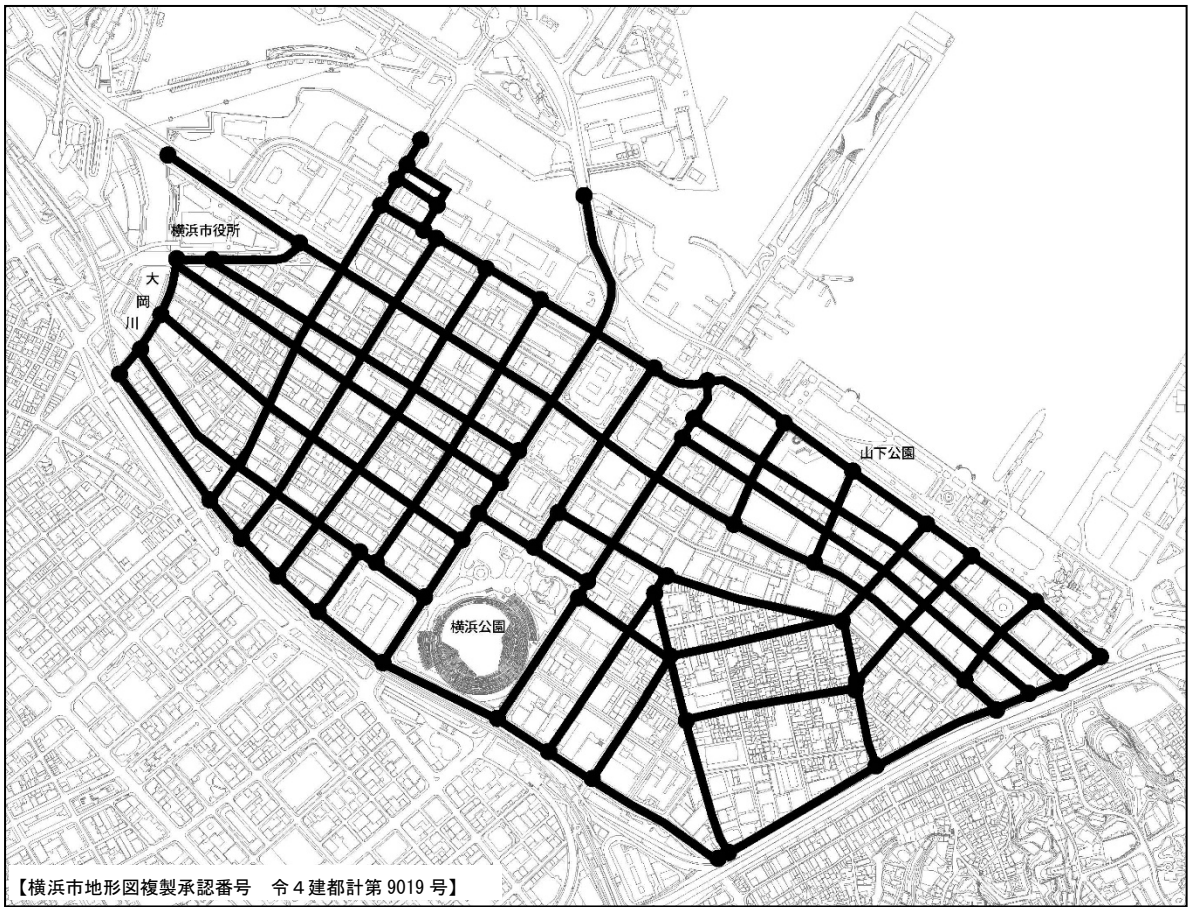 横浜市役所
大
岡
川
山下公園
横浜公園
【横浜市地形図複製承認番号　令４建都計第 9019 号】